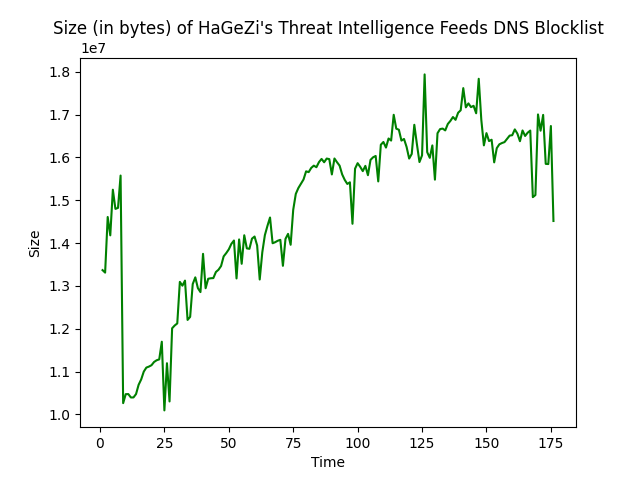 Size (in bytes) of HaGeZi's Threat Intelligence Feeds DNS Blocklist
1e7
1.8
1.7
1.6
1.5
1.4
1.3
1.2
1.1
1.0
Size
0 25 50 75 100 125 150 175
Time